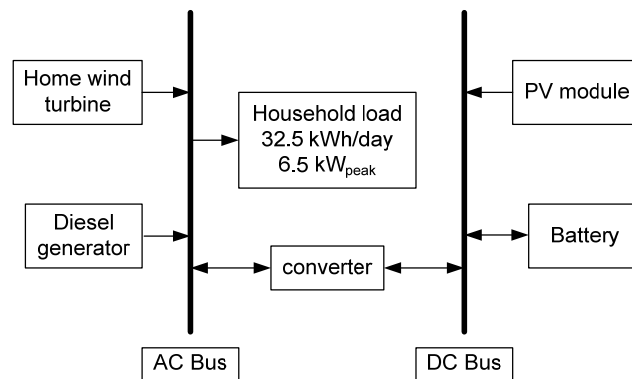 Home wind
turbine
Household load
32.5 kWh/day
6.5 kWpeak
PV module
Diesel
generator
converter
Battery
AC Bus
DC Bus